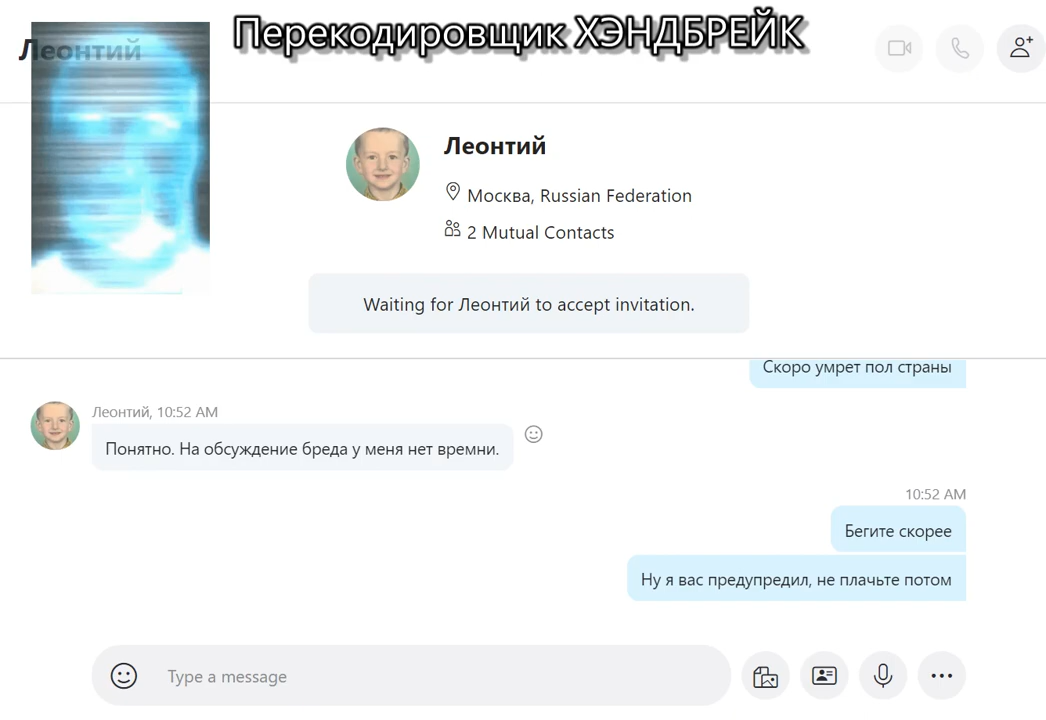 Перекодировщик ХЭНДБРЕЙК
Леонтий
Леонтий
Москва, Russian Federation
2 Mutual Contacts
Waiting for Леонтий to accept invitation.
Скоро умрет пол страны
Леонтий, 10:52 AM
Понятно. На обсуждение бреда у меня нет времни.
10:52 AM
Бегите скорее
Ну я вас предупредил, не плачьте потом
Type a message